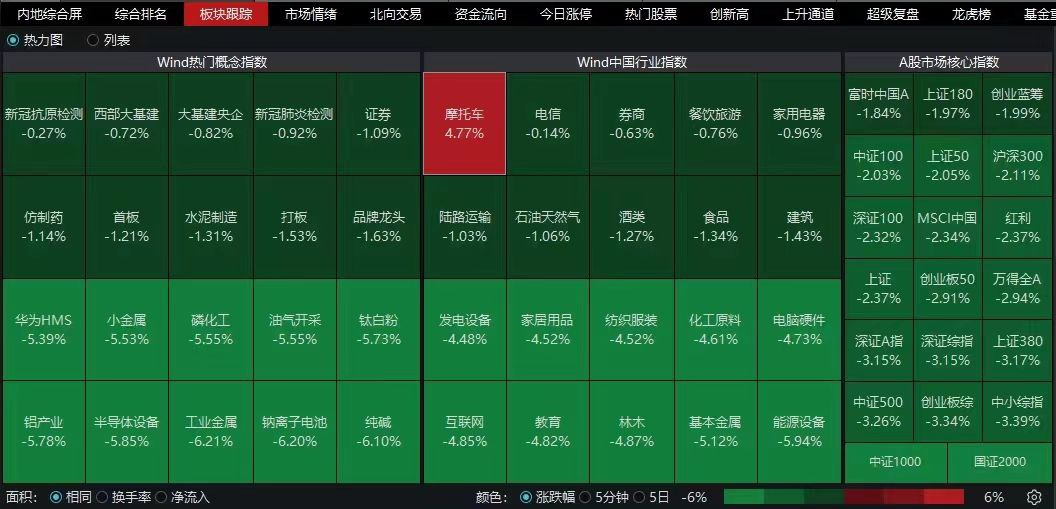 内地综合屏 综合排名 板块跟踪 市场情绪 北向交易 资金流向 今日涨停 热门股票 创新高 上升通道 超级复盘 龙虎榜 基金重
热力图 列表
Wind热门概念指数
新冠抗原检测 西部大基建 大基建央企 新冠肺炎检测 证券
-0.27% -0.72% -0.82% -0.92% -1.09%
仿制药 首板 水泥制造 打板 品牌龙头
-1.14% -1.21% -1.31% -1.53% -1.63%
华为HMS 小金属 磷化工 油气开采 钛白粉
-5.39% -5.53% -5.55% -5.55% -5.73%
铝产业 半导体设备 工业金属 钠离子电池 纯碱
-5.78% -5.85% -6.21% -6.20% -6.10%
Wind中国行业指数
摩托车 电信 券商 餐饮旅游 家用电器
4.77% -0.14% -0.63% -0.76% -0.96%
陆路运输 石油天然气 酒类 食品 建筑
-1.03% -1.06% -1.27% -1.34% -1.43%
发电设备 家居用品 纺织服装 化工原料 电脑硬件
-4.48% -4.52% -4.52% -4.61% -4.73%
互联网 教育 林木 基本金属 能源设备
-4.85% -4.82% -4.87% -5.12% -5.94%
A股市场核心指数
富时中国A 上证180 创业蓝筹
-1.84% -1.97% -1.99%
中证100 上证50 沪深300
-2.03% -2.05% -2.11%
深证100 MSCI中国 红利
-2.32% -2.34% -2.37%
上证 创业板50 万得全A
-2.37% -2.91% -2.94%
深证A指 深证综指 上证380
-3.15% -3.15% -3.17%
中证500 创业板综 中小综指
-3.26% -3.34% -3.39%
中证1000 国证2000
面积： 相同 换手率 净流入 颜色： 涨跌幅 5分钟 5日 -6% 6%